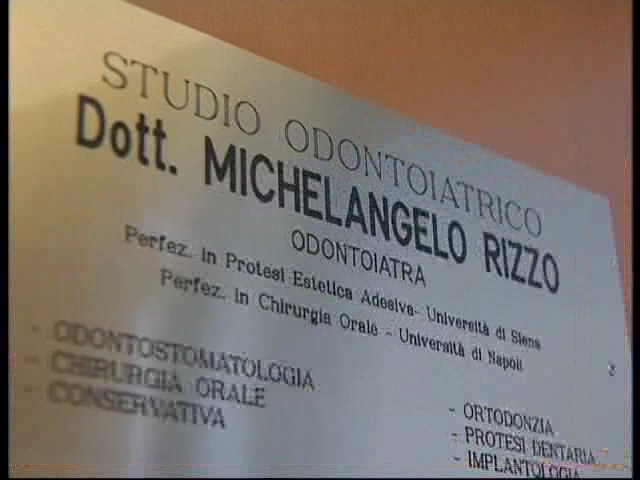 STUDIO ODONTOIATRICO
Dott. MICHELANGELO RIZZO
ODONTOIATRA
Perfez. in Protesi Estetica Adesiva - Università di Siena
Perfez. in Chirurgia Orale - Università di Napoli
- ODONTOSTOMATOLOGIA
- CHIRURGIA ORALE
- CONSERVATIVA
- ORTODONZIA
- PROTESI DENTARIA
- IMPLANTOLOGIA